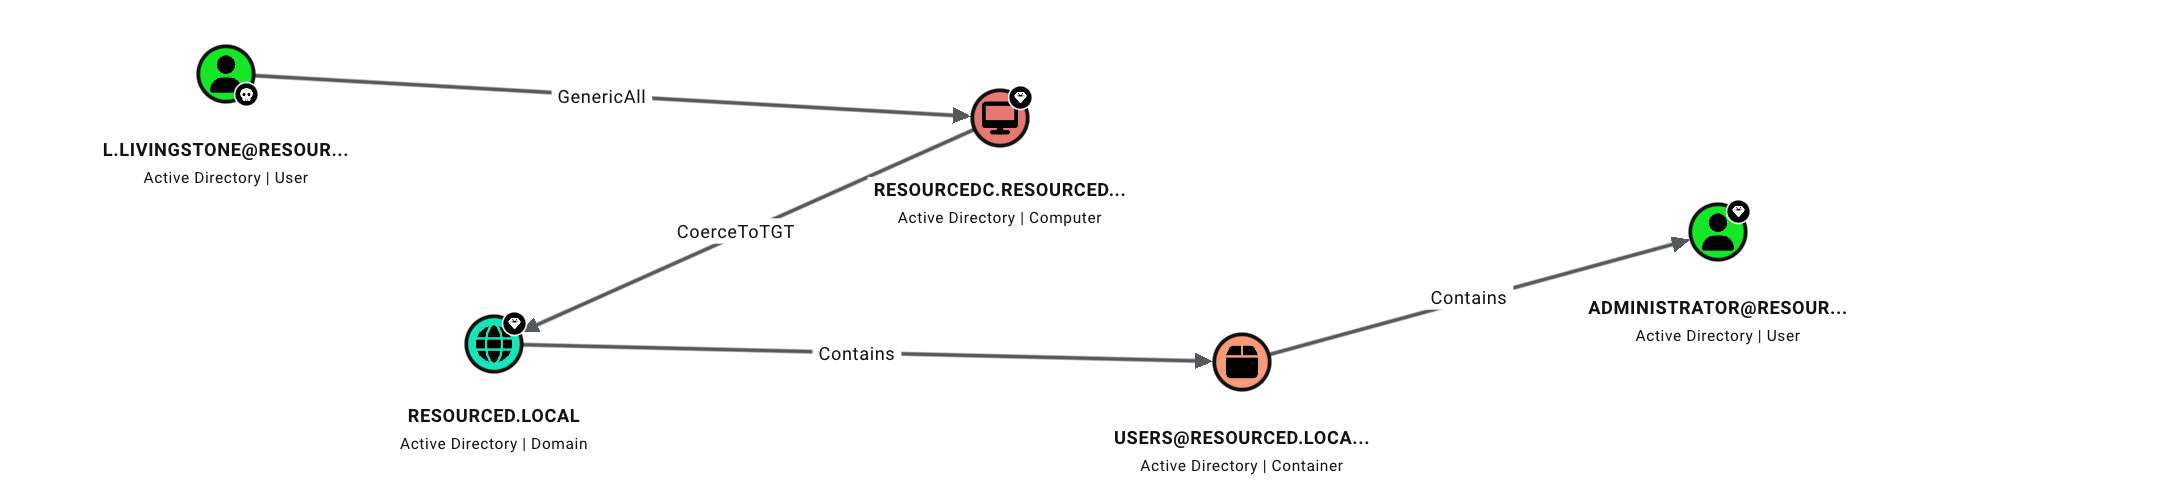 GenericAll
L.LIVINGSTONE@RESOUR...
Active Directory | User
RESOURCEDC.RESOURCED...
Active Directory | Computer
CoerceToTGT
RESOURCED.LOCAL
Active Directory | Domain
Contains
USERS@RESOURCED.LOCA...
Active Directory | Container
Contains
ADMINISTRATOR@RESOUR...
Active Directory | User